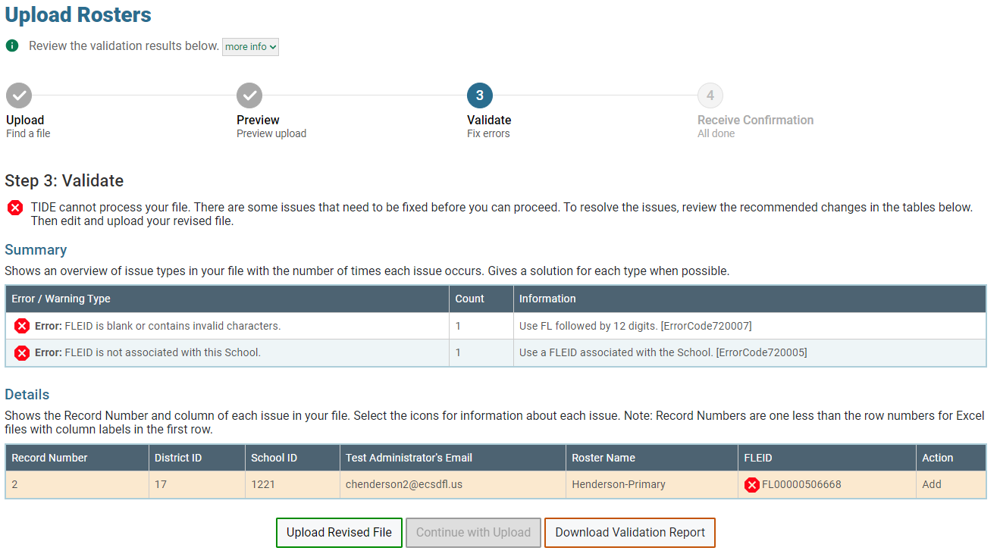 Upload Rosters
Review the validation results below. more info
3
4
Upload
Preview
Validate
Receive Confirmation
Find a file
Preview upload
Fix errors
All done
Step 3: Validate
TIDE cannot process your file. There are some issues that need to be fixed before you can proceed. To resolve the issues, review the recommended changes in the tables below.
Then edit and upload your revised file.
Summary
Shows an overview of issue types in your file with the number of times each issue occurs. Gives a solution for each type when possible.
Error / Warning Type Count Information
Error: FLEID is blank or contains invalid characters. 1 Use FL followed by 12 digits. [ErrorCode720007]
Error: FLEID is not associated with this School. 1 Use a FLEID associated with the School. [ErrorCode720005]
Details
Shows the Record Number and column of each issue in your file. Select the icons for information about each issue. Note: Record Numbers are one less than the row numbers for Excel
files with column labels in the first row.
Record Number District ID School ID Test Administrator's Email Roster Name FLEID Action
2 17 1221 chenderson2@ecsdfl.us Henderson-Primary FL00000506668 Add
Upload Revised File Continue with Upload Download Validation Report